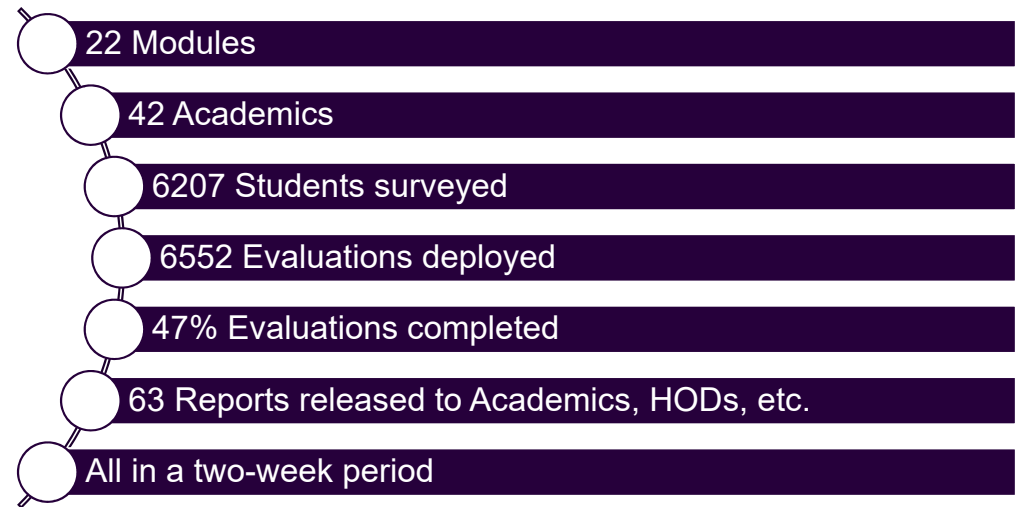 22 Modules
42 Academics
6207 Students surveyed
6552 Evaluations deployed
47% Evaluations completed
63 Reports released to Academics, HODs, etc.
All in a two-week period